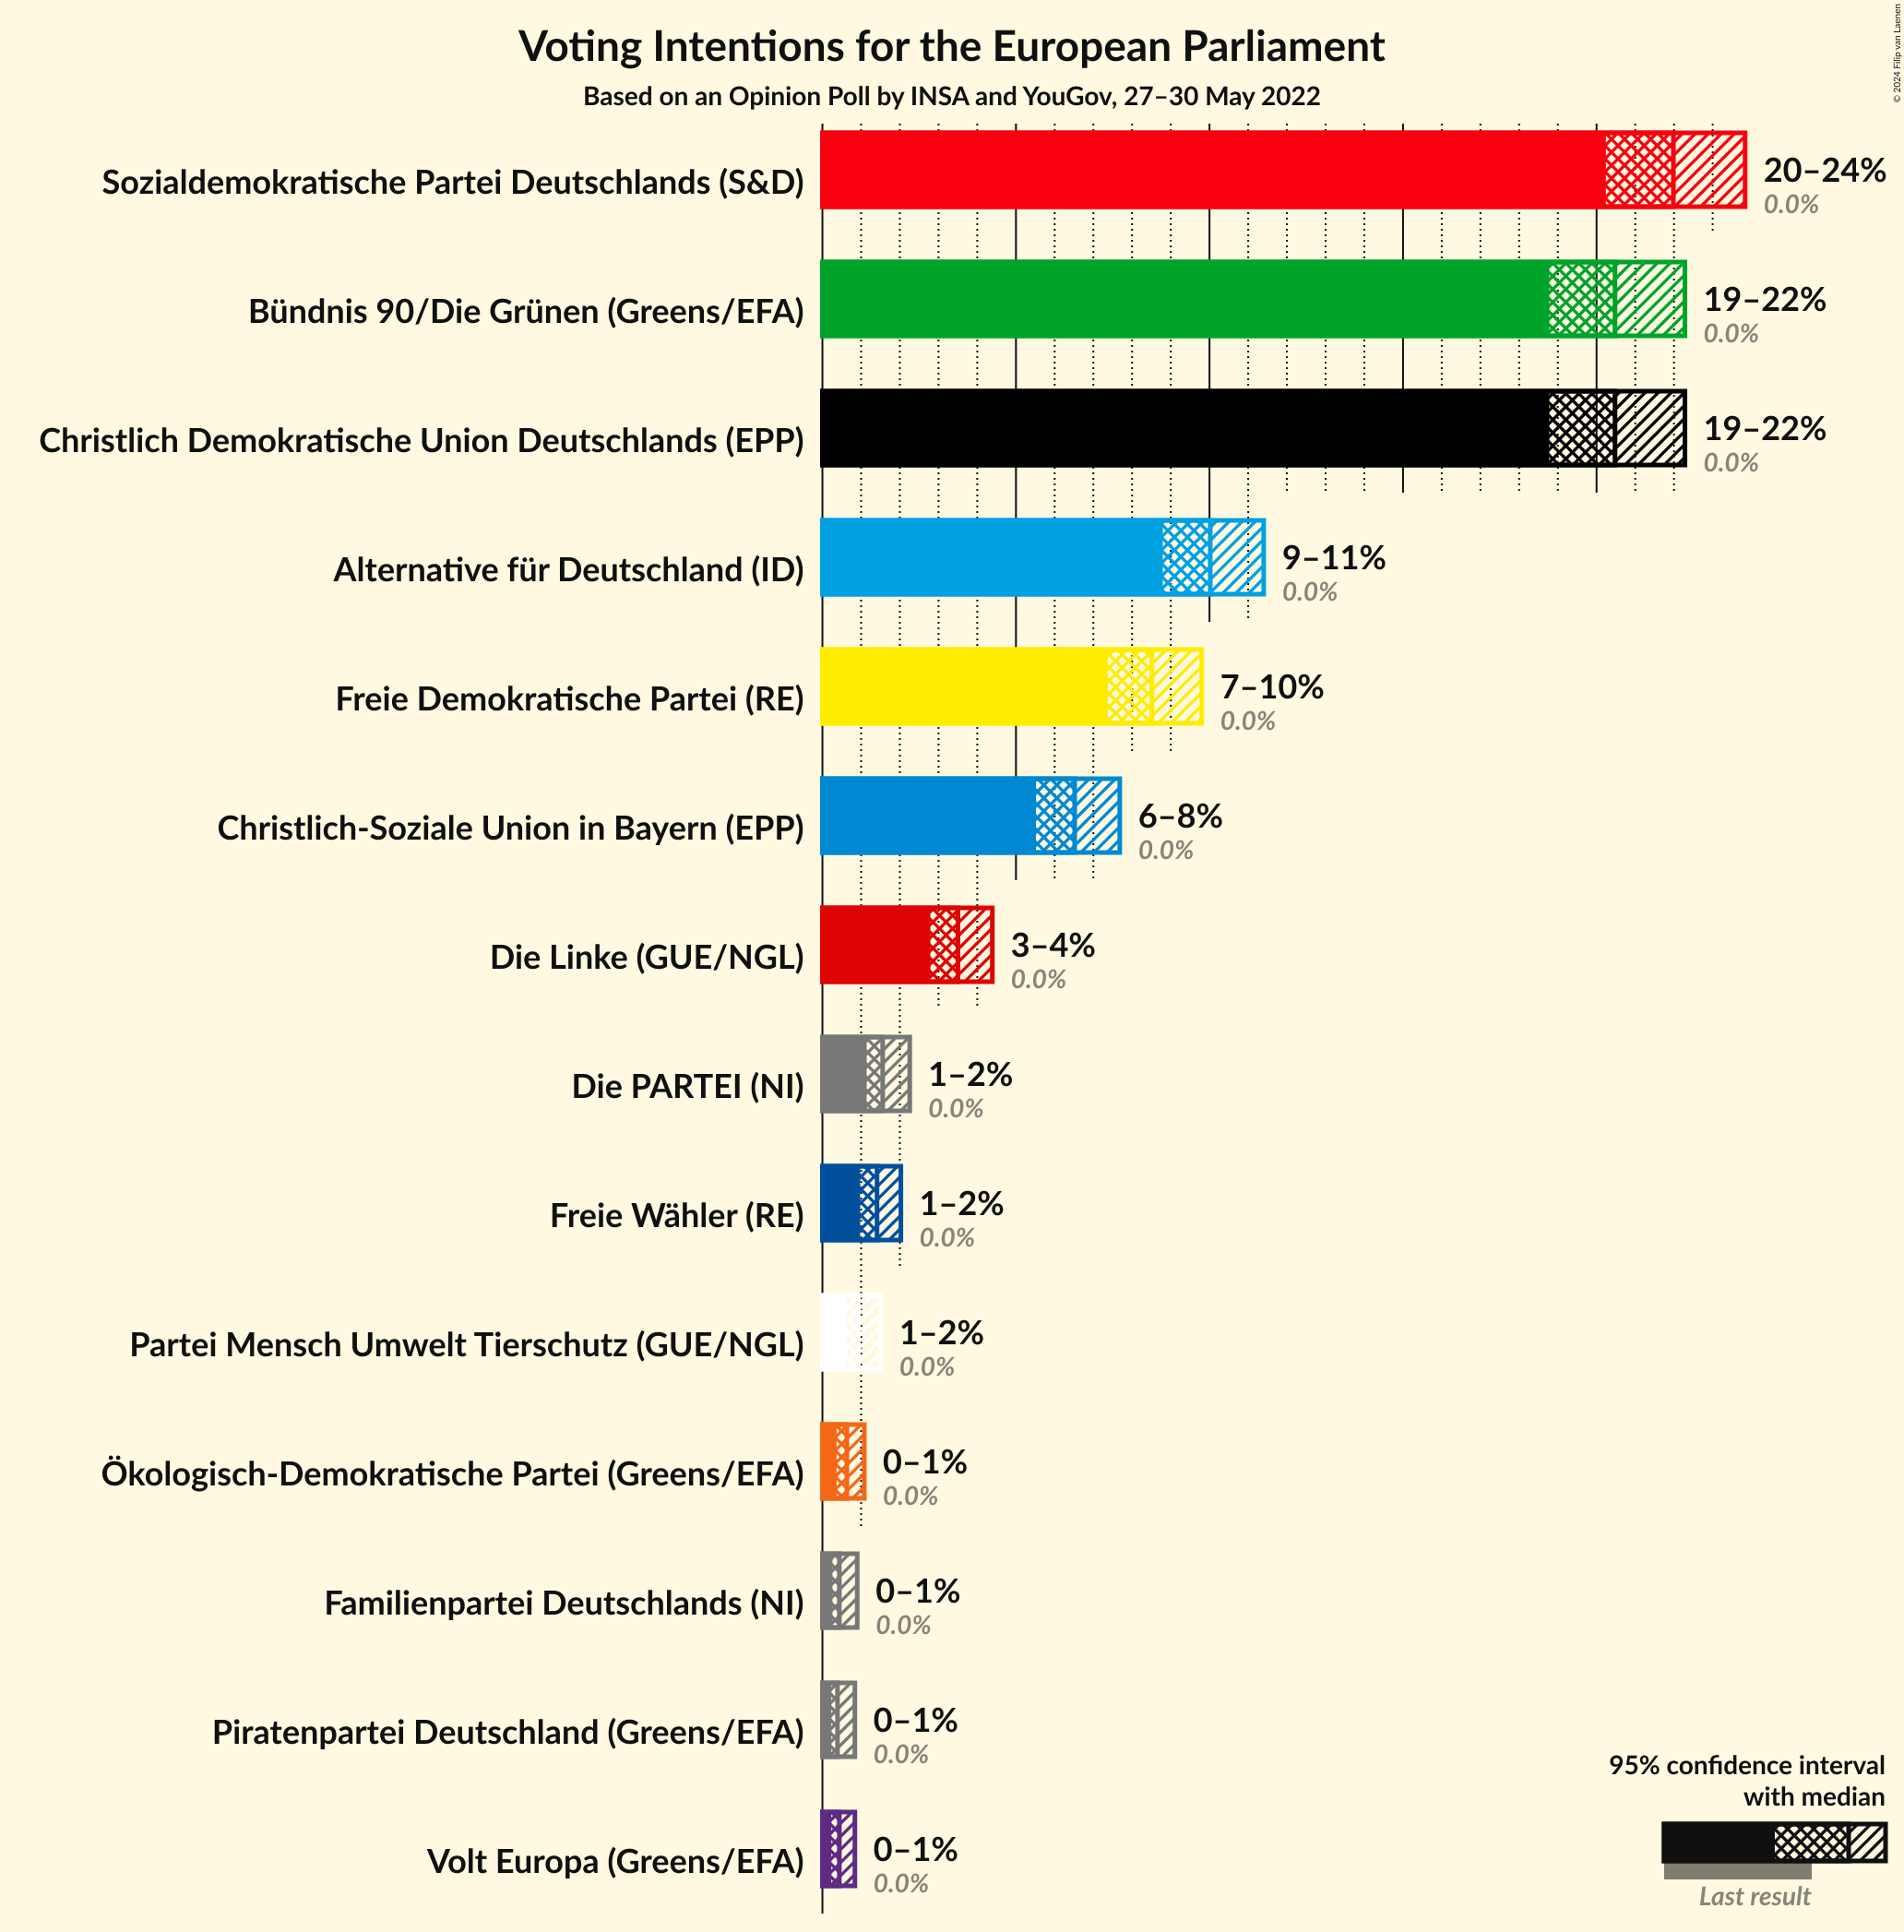 © 2024 Filip van Laenen
Voting Intentions for the European Parliament
Based on an Opinion Poll by INSA and YouGov, 27–30 May 2022
Sozialdemokratische Partei Deutschlands (S&D)
20–24%
0.0%
Bündnis 90/Die Grünen (Greens/EFA)
19–22%
0.0%
Christlich Demokratische Union Deutschlands (EPP)
19–22%
0.0%
Alternative für Deutschland (ID)
9–11%
0.0%
Freie Demokratische Partei (RE)
7–10%
0.0%
Christlich-Soziale Union in Bayern (EPP)
6–8%
0.0%
Die Linke (GUE/NGL)
3–4%
0.0%
Die PARTEI (NI)
1–2%
0.0%
Freie Wähler (RE)
1–2%
0.0%
Partei Mensch Umwelt Tierschutz (GUE/NGL)
1–2%
0.0%
Ökologisch-Demokratische Partei (Greens/EFA)
0–1%
0.0%
Familienpartei Deutschlands (NI)
0–1%
0.0%
Piratenpartei Deutschland (Greens/EFA)
0–1%
0.0%
Volt Europa (Greens/EFA)
0–1%
0.0%
95% confidence interval
with median
Last result